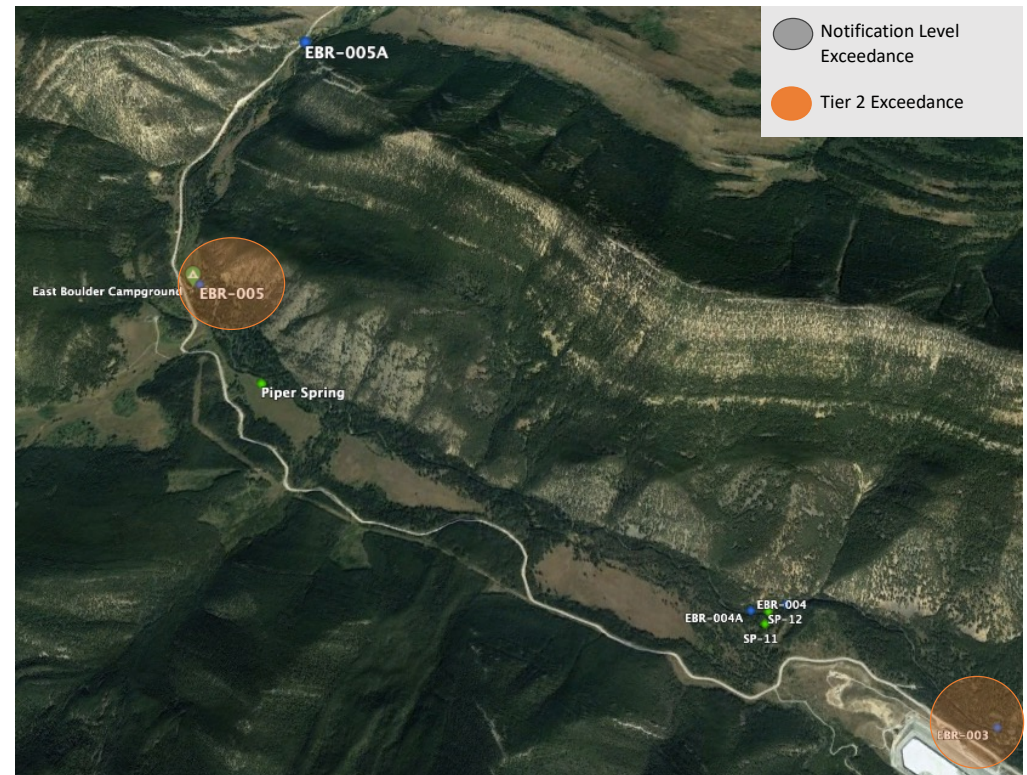 Notification Level
Exceedance
Tier 2 Exceedance
EBR-005A
East Boulder Campground
EBR-005
Piper Spring
EBR-004
EBR-004A
SP-12
SP-11
EBR-003